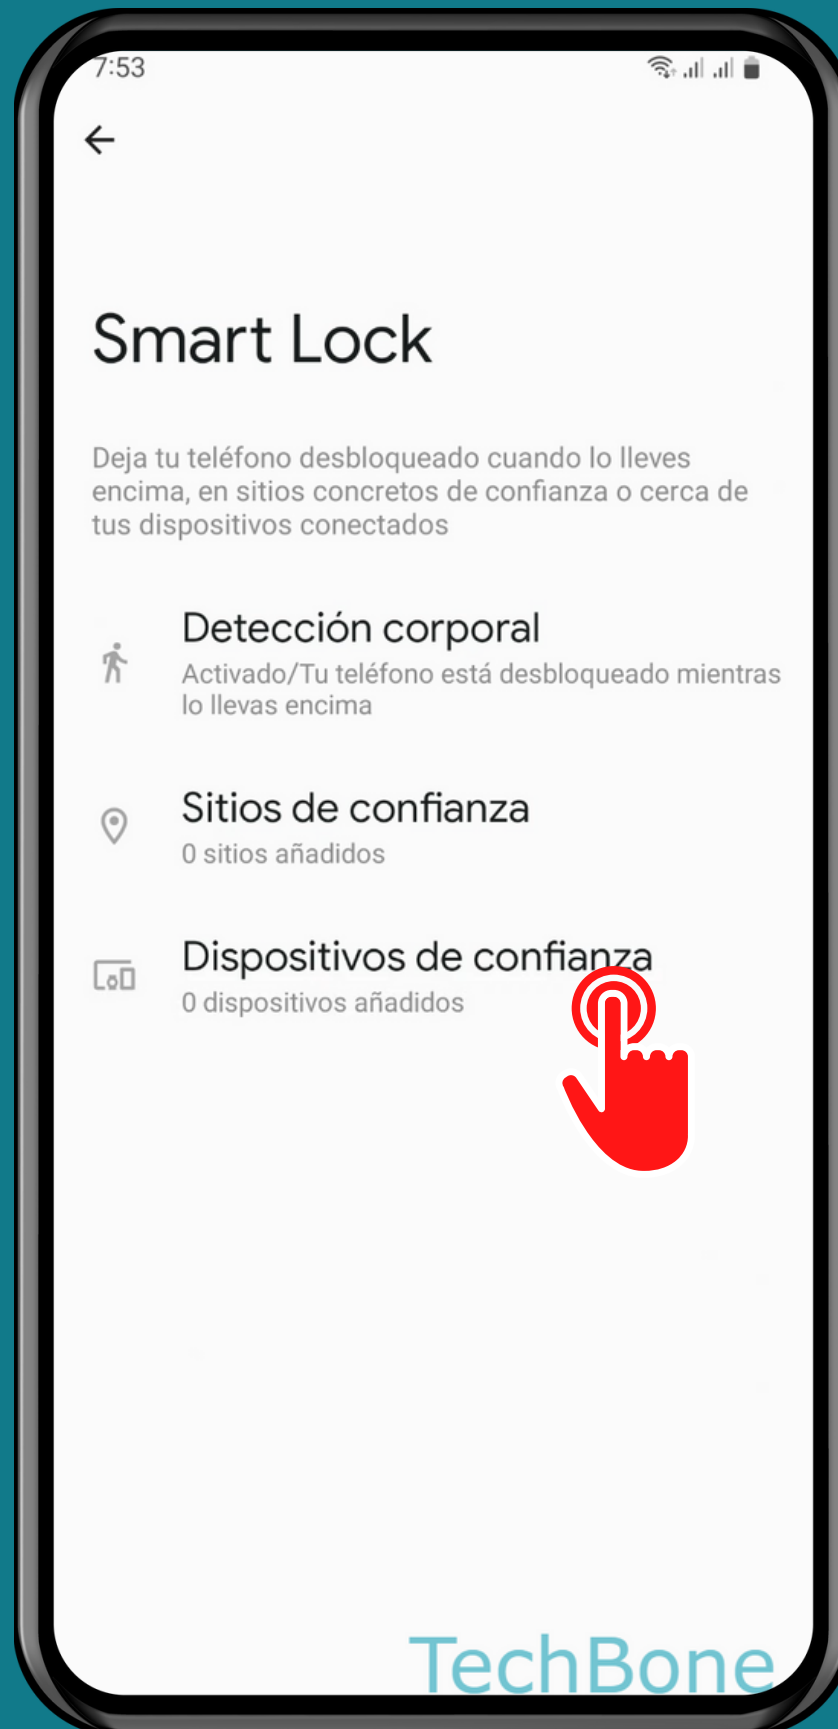 7:53
Smart Lock
Deja tu teléfono desbloqueado cuando lo lleves
encima, en sitios concretos de confianza o cerca de
tus dispositivos conectados
Detección corporal
Activado/Tu teléfono está desbloqueado mientras
lo llevas encima
Sitios de confianza
0 sitios añadidos
Dispositivos de confianza
0 dispositivos añadidos
TechBone